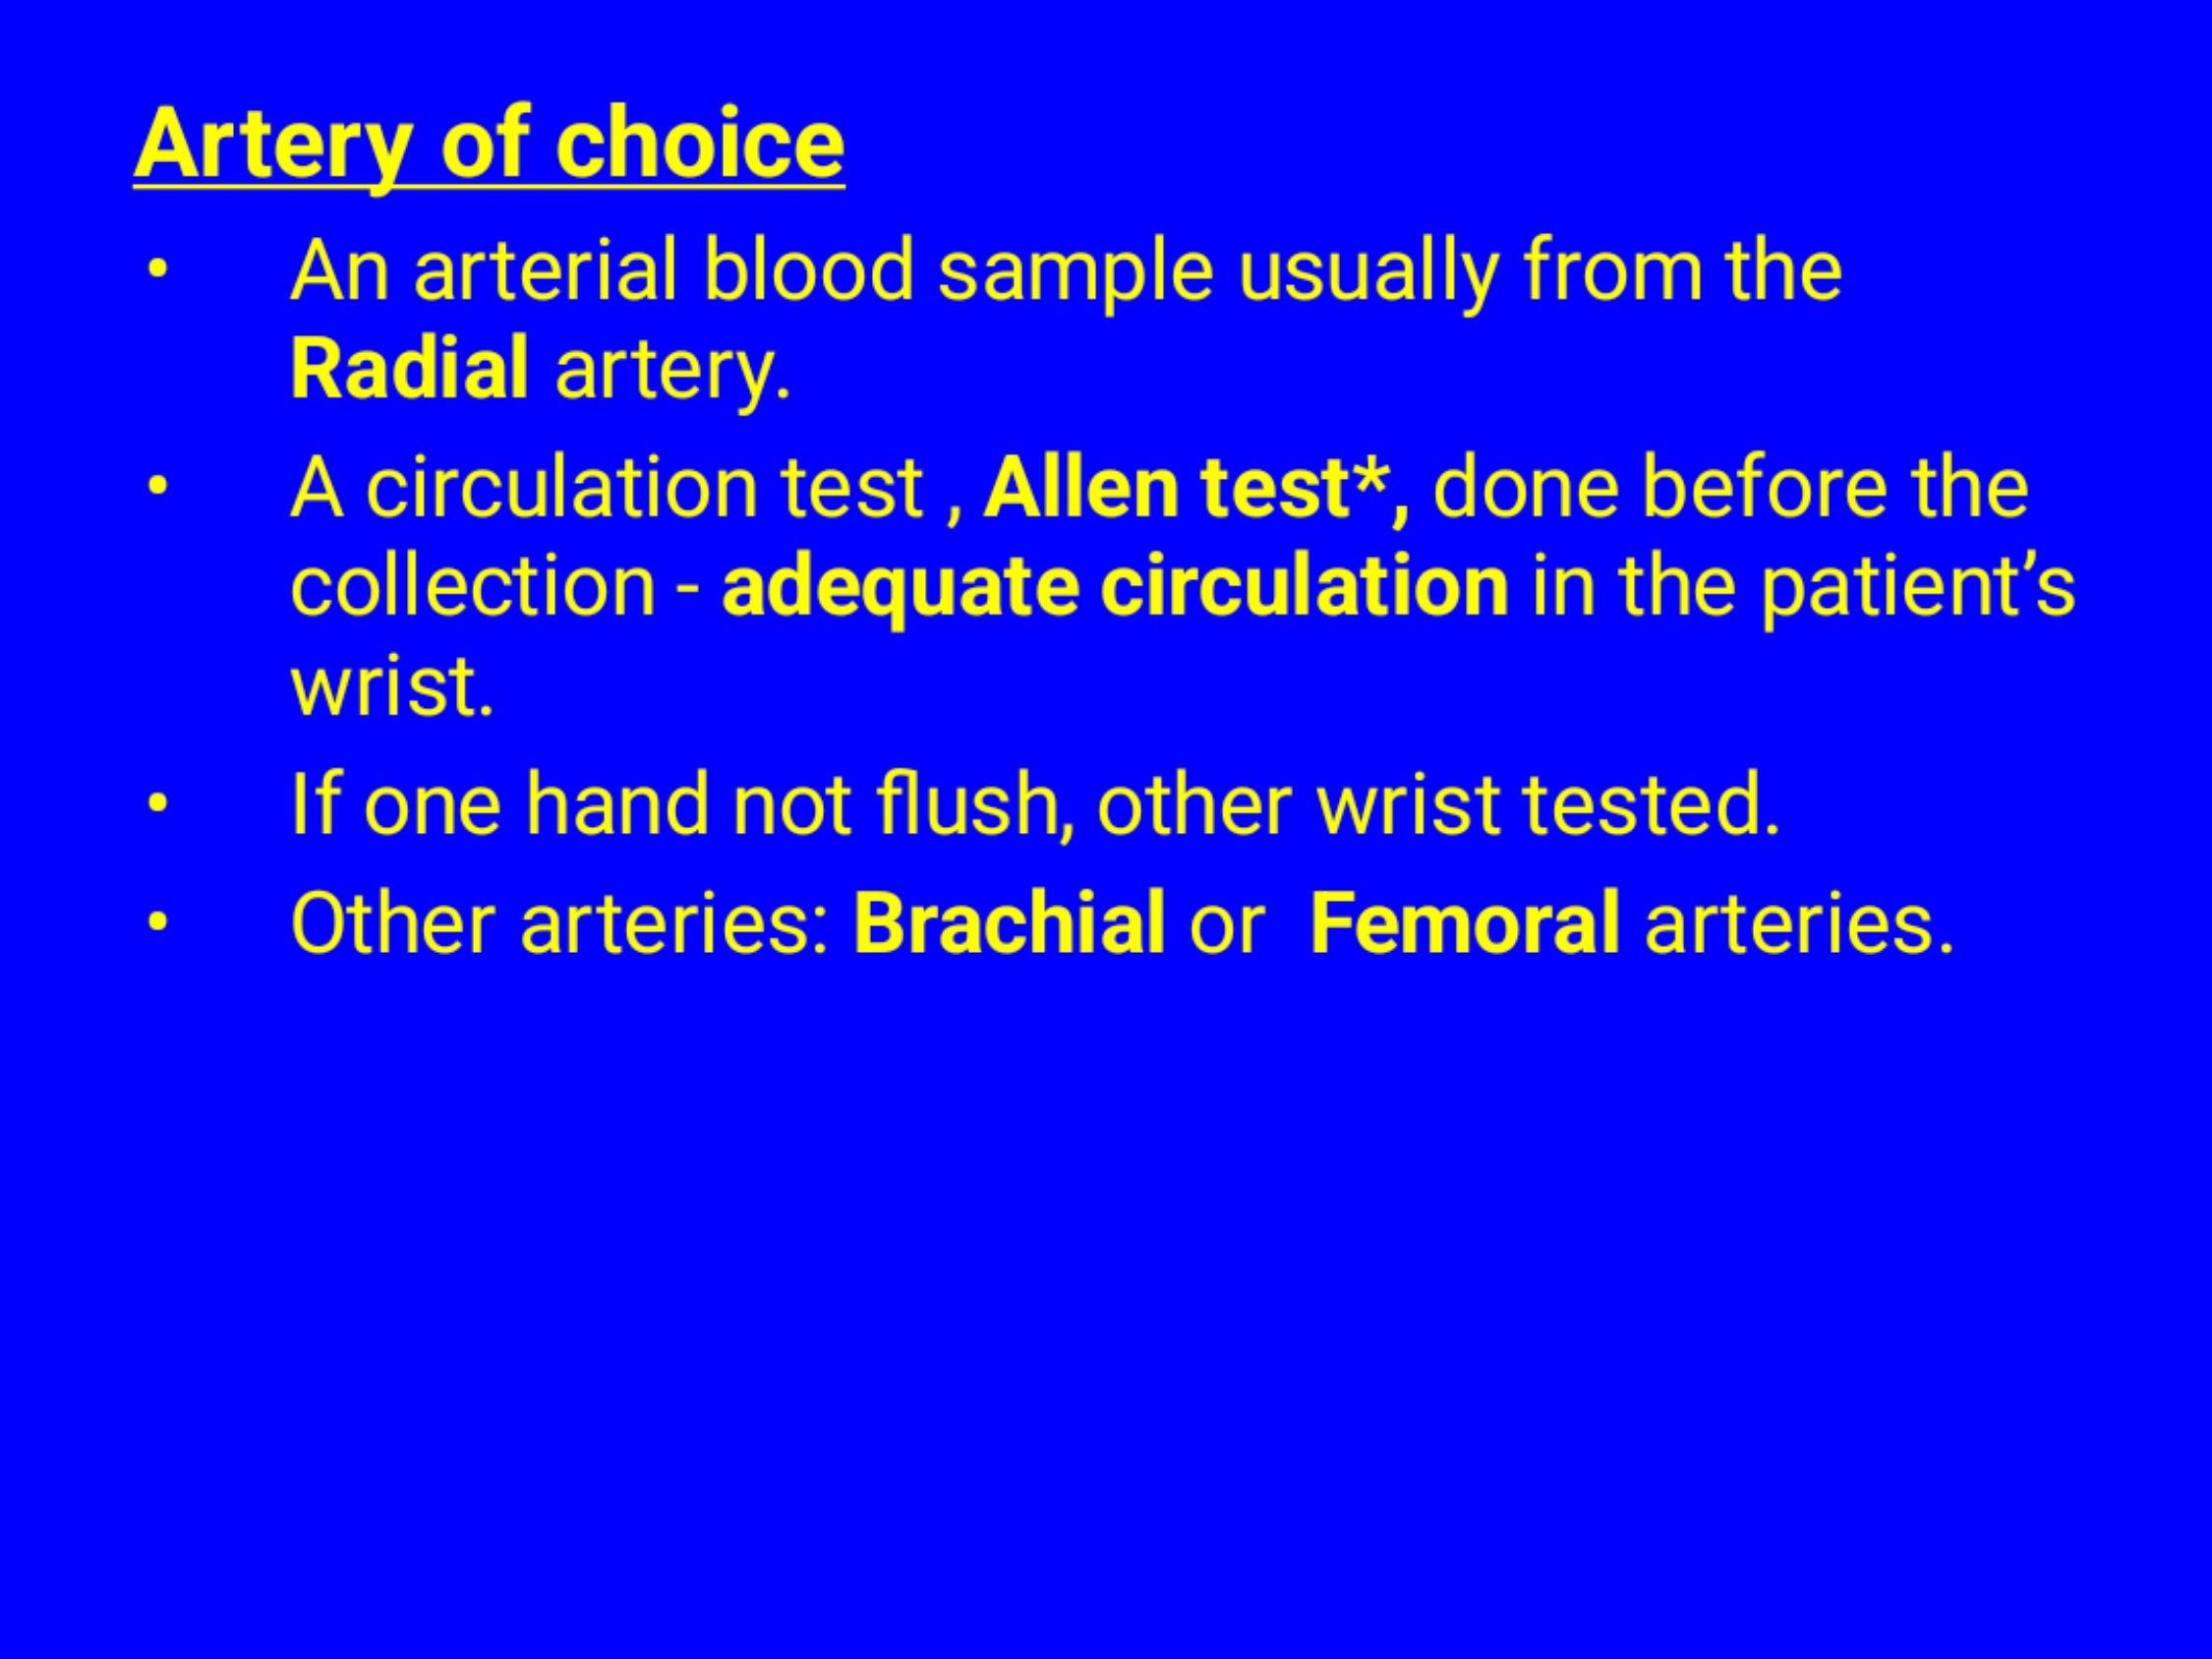 Artery of choice
• An arterial blood sample usually from the
Radial artery.
• A circulation test , Allen test*, done before the
collection - adequate circulation in the patient’s
wrist.
• If one hand not flush, other wrist tested.
• Other arteries: Brachial or  Femoral arteries.